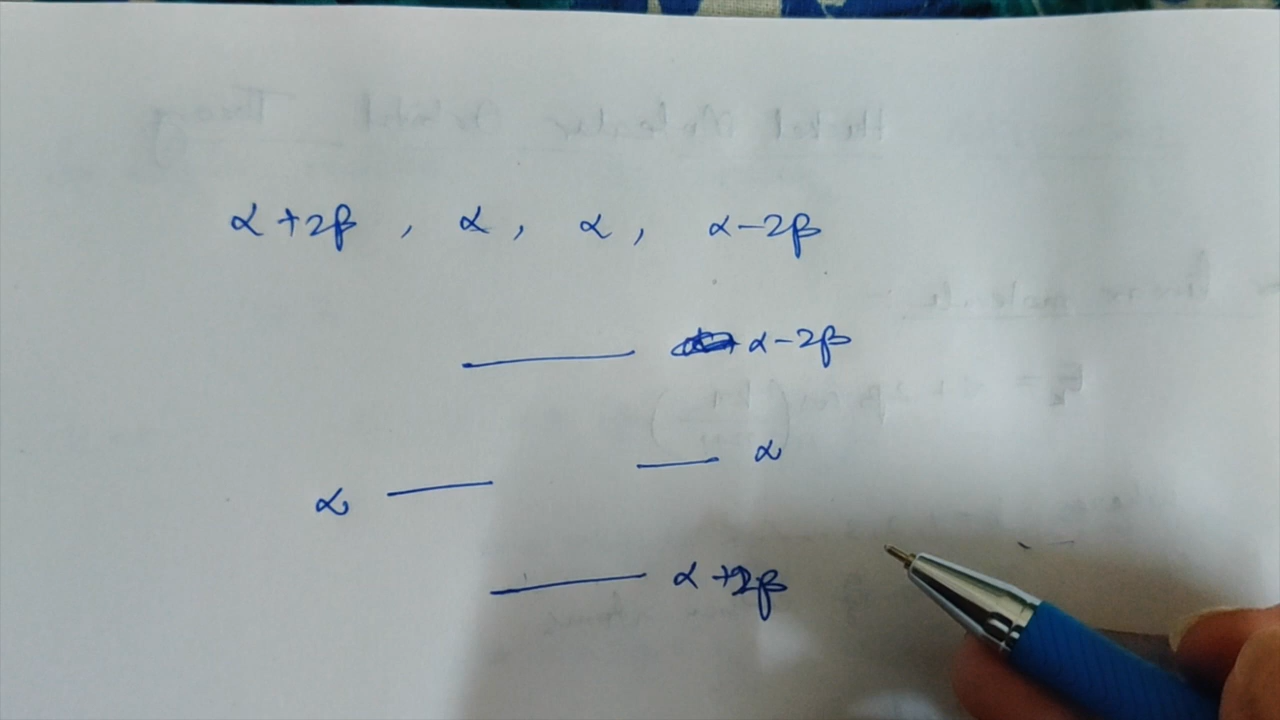 α+2β , α , α , α-2β
α-2β
α
α
α+2β